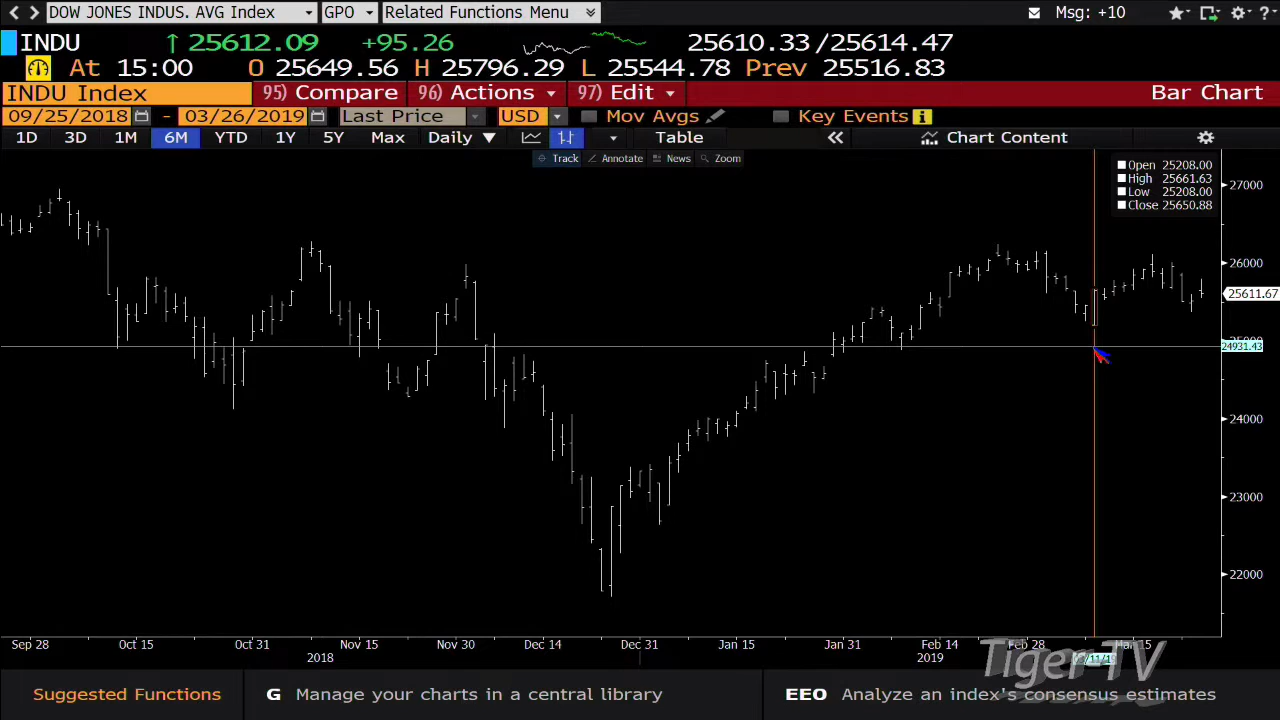 DOW JONES INDUS. AVG Index GPO Related Functions Menu Msg: +10
INDU ↑ 25612.09 +95.26 25610.33 /25614.47
At 15:00 O 25649.56 H 25796.29 L 25544.78 Prev 25516.83
INDU Index 95) Compare 96) Actions 97) Edit Bar Chart
09/25/2018 - 03/26/2019 Last Price USD Mov Avgs Key Events
1D 3D 1M 6M YTD 1Y 5Y Max Daily ▼ Table « Chart Content
Track Annotate News Zoom
Open 25208.00
High 25661.63
Low 25208.00
Close 25650.88
27000
26000
25611.67
24931.43
24000
23000
22000
Sep 28 Oct 15 Oct 31 Nov 15 Nov 30 Dec 14 Dec 31 Jan 15 Jan 31 Feb 14 Feb 28
2018 2019
Tiger-TV
Suggested Functions G Manage your charts in a central library EEO Analyze an index's consensus estimates